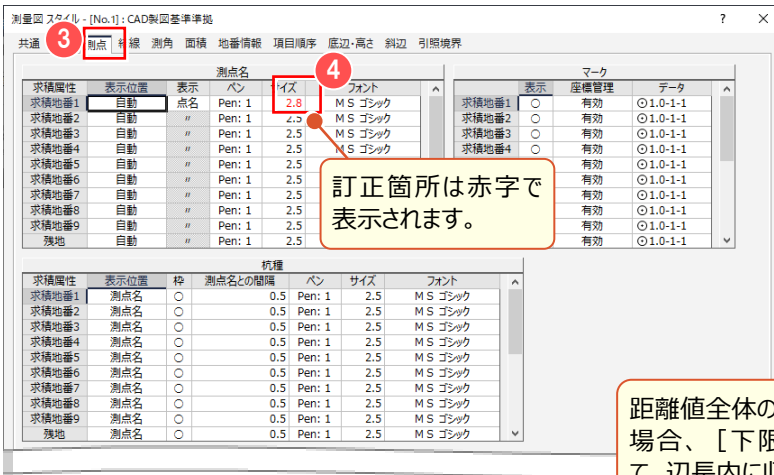 測量図 スタイル - [No.1] : CAD製図基準準拠 ? ×
共通 3 測点 線 測角 面積 地番情報 項目順序 底辺・高さ 斜辺 引照境界
4
測点名
求積属性 表示位置 表示 ペン サイズ フォント
求積地番1 自動 点名 Pen: 1 2.8 ＭＳ ゴシック
求積地番2 自動 〃 Pen: 1 2.5 ＭＳ ゴシック
求積地番3 自動 〃 Pen: 1 2.5 ＭＳ ゴシック
求積地番4 自動 〃 Pen: 1 2.5 ＭＳ ゴシック
求積地番5 自動 〃 Pen: 1 2.5
求積地番6 自動 〃 Pen: 1 2.5
求積地番7 自動 〃 Pen: 1 2.5
求積地番8 自動 〃 Pen: 1 2.5
求積地番9 自動 〃 Pen: 1 2.5
残地 自動 〃 Pen: 1 2.5
マーク
表示 座標管理 データ
求積地番1 ○ 有効 ⊙1.0-1-1
求積地番2 ○ 有効 ⊙1.0-1-1
求積地番3 ○ 有効 ⊙1.0-1-1
求積地番4 ○ 有効 ⊙1.0-1-1
有効 ⊙1.0-1-1
有効 ⊙1.0-1-1
有効 ⊙1.0-1-1
有効 ⊙1.0-1-1
有効 ⊙1.0-1-1
有効 ⊙1.0-1-1
訂正箇所は赤字で
表示されます。
杭種
求積属性 表示位置 枠 測点名との間隔 ペン サイズ フォント
求積地番1 測点名 ○ 0.5 Pen: 1 2.5 ＭＳ ゴシック
求積地番2 測点名 ○ 0.5 Pen: 1 2.5 ＭＳ ゴシック
求積地番3 測点名 ○ 0.5 Pen: 1 2.5 ＭＳ ゴシック
求積地番4 測点名 ○ 0.5 Pen: 1 2.5 ＭＳ ゴシック
求積地番5 測点名 ○ 0.5 Pen: 1 2.5 ＭＳ ゴシック
求積地番6 測点名 ○ 0.5 Pen: 1 2.5 ＭＳ ゴシック
求積地番7 測点名 ○ 0.5 Pen: 1 2.5 ＭＳ ゴシック
求積地番8 測点名 ○ 0.5 Pen: 1 2.5 ＭＳ ゴシック
求積地番9 測点名 ○ 0.5 Pen: 1 2.5 ＭＳ ゴシック
残地 測点名 ○ 0.5 Pen: 1 2.5 ＭＳ ゴシック
距離値全体の
場合、［下限